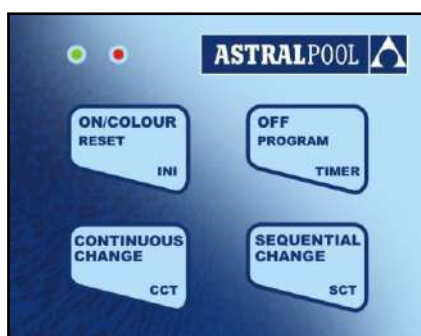 ASTRALPOOL
ON/COLOUR
RESET
INI
OFF
PROGRAM
TIMER
CONTINUOUS
CHANGE
CCT
SEQUENTIAL
CHANGE
SCT